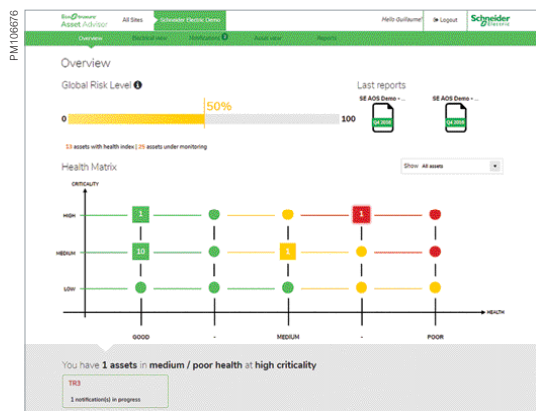 PM106676
EcoStruxure
Asset Advisor
All Sites
Schneider Electric Demo
Hello Guillaume!
Logout
Schneider
Electric
Overview
Electrical view
Notifications
Asset view
Reports
Overview
Global Risk Level
Last reports
50%
0
100
SE AOS Demo - ...
SE AOS Demo - ...
13 assets with health index | 25 assets under monitoring
Health Matrix
Show All assets
CRITICALITY
HIGH
1
1
MEDIUM
10
1
LOW
HEALTH
GOOD
-
MEDIUM
-
POOR
You have 1 assets in medium / poor health at high criticality
TR3
1 notification(s) in progress